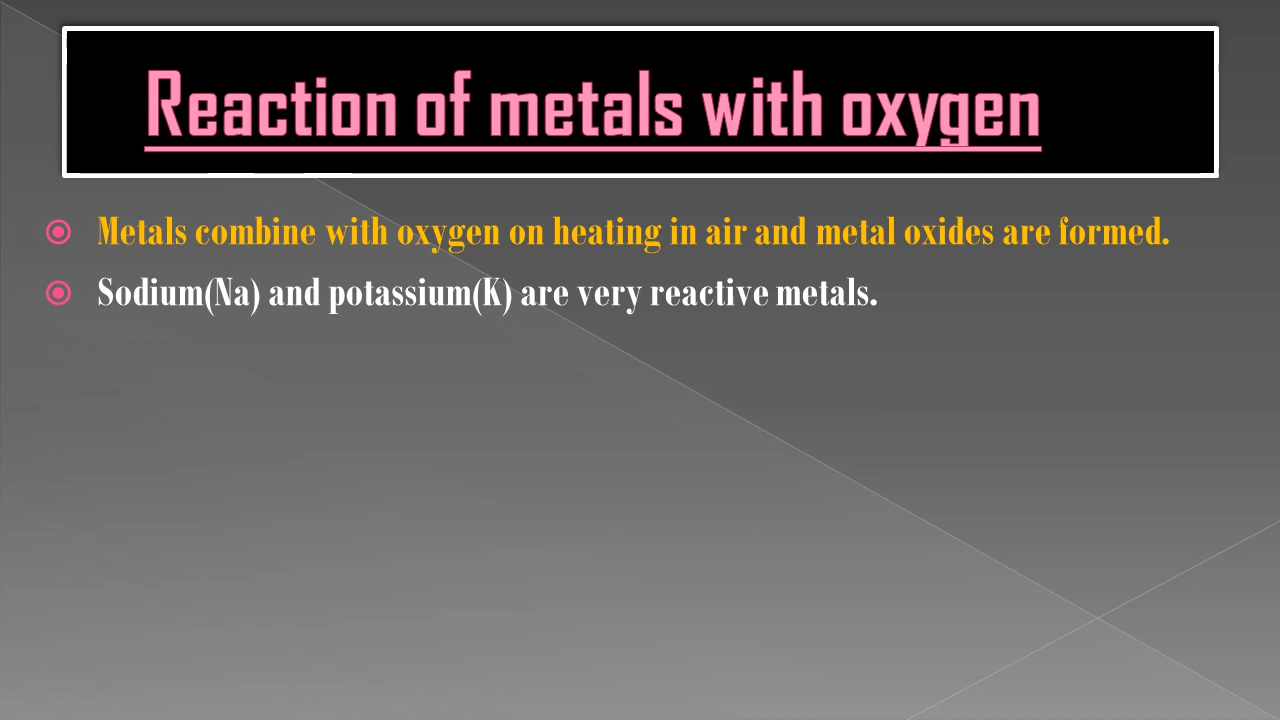 Reaction of metals with oxygen
Metals combine with oxygen on heating in air and metal oxides are formed.
Sodium(Na) and potassium(K) are very reactive metals.